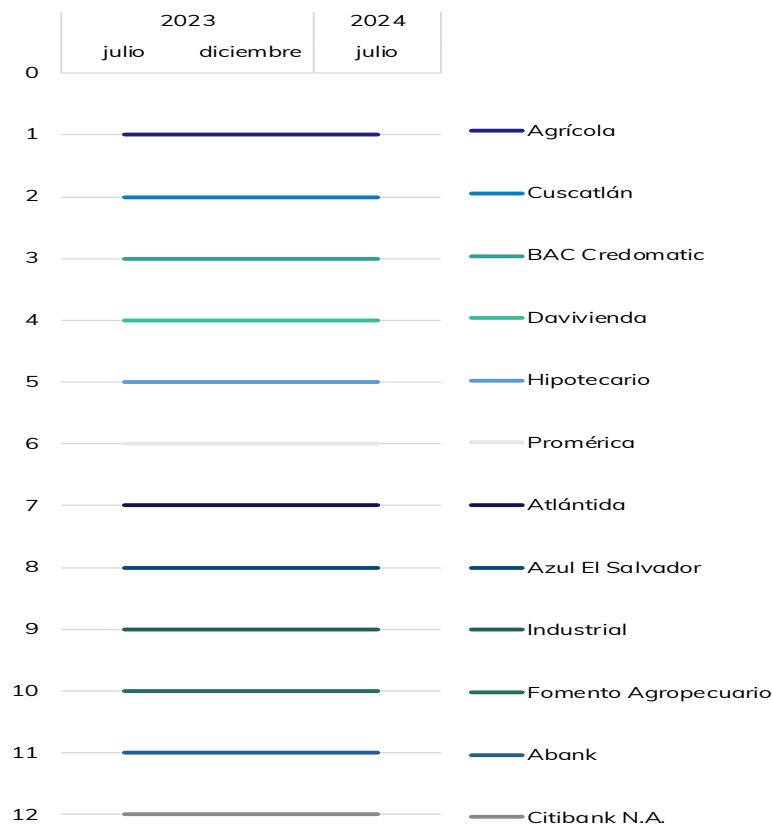 2023 2024
julio diciembre julio
0
1 Agrícola
2 Cuscatlán
3 BAC Credomatic
4 Davivienda
5 Hipotecario
6 Promérica
7 Atlántida
8 Azul El Salvador
9 Industrial
10 Fomento Agropecuario
11 Abank
12 Citibank N.A.